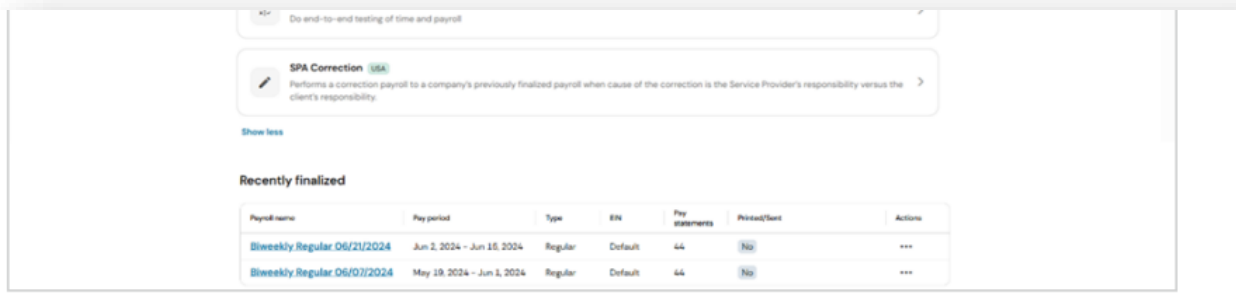 Do end-to-end testing of time and payroll
SPA Correction USA
Performs a correction payroll to a company's previously finalized payroll when cause of the correction is the Service Provider's responsibility versus the
client's responsibility.
Show less
Recently finalized
Payroll name Pay period Type EIN Pay statements Printed/Sent Actions
Biweekly Regular 06/21/2024 Jun 2, 2024 - Jun 15, 2024 Regular Default 44 No
Biweekly Regular 06/07/2024 May 19, 2024 - Jun 1, 2024 Regular Default 44 No